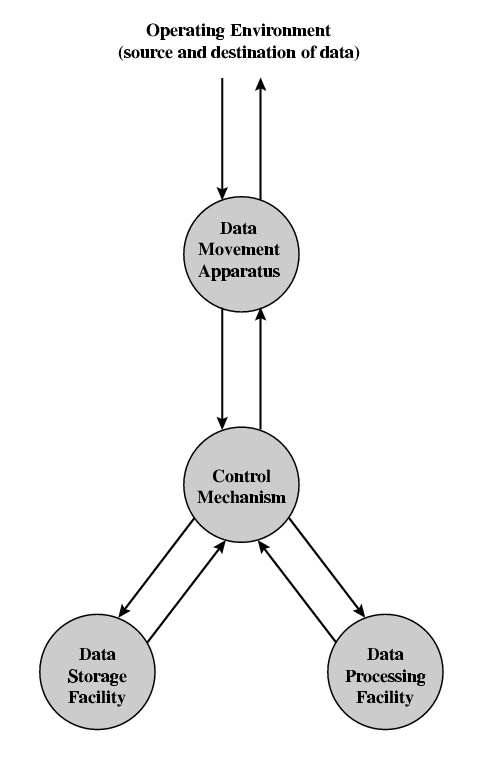 Operating Environment
(source and destination of data)
Data
Movement
Apparatus
Control
Mechanism
Data
Storage
Facility
Data
Processing
Facility